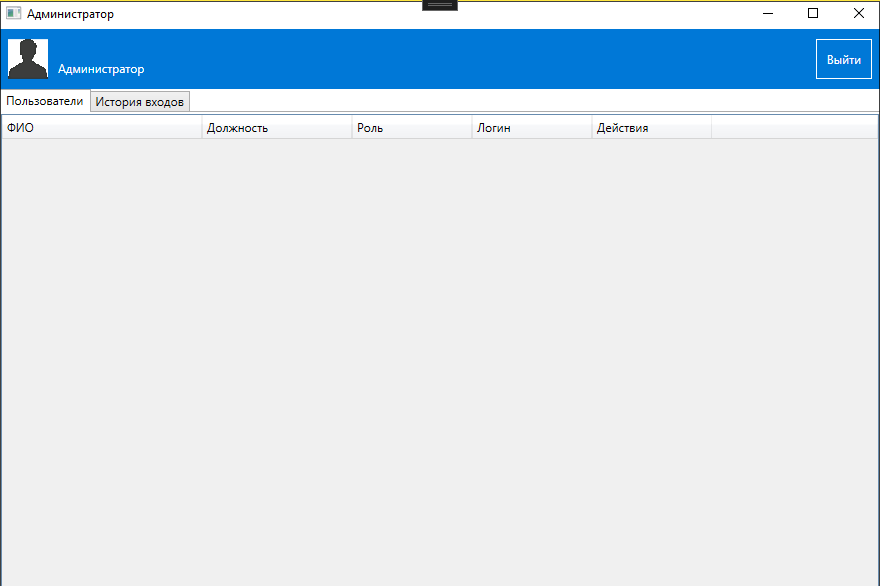 Администратор
Администратор
Выйти
Пользователи История входов
ФИО Должность Роль Логин Действия